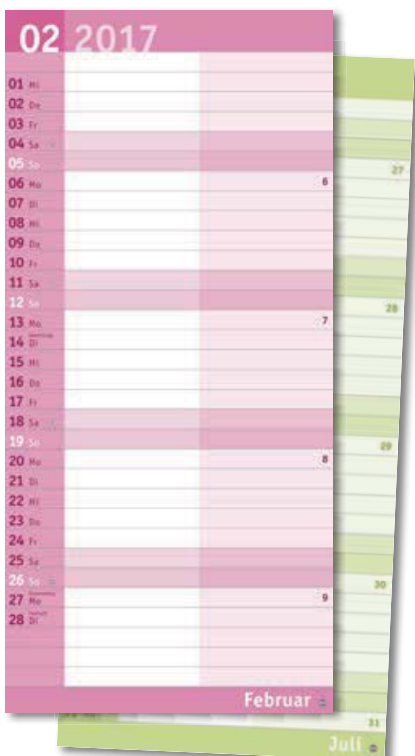 02 2017
01 Mi
02 Do
03 Fr
04 Sa
05 So
06 Mo 6
07 Di
08 Mi
09 Do
10 Fr
11 Sa
12 So
13 Mo 7
14 Di
15 Mi
16 Do
17 Fr
18 Sa
19 So
20 Mo 8
21 Di
22 Mi
23 Do
24 Fr
25 Sa
26 So
27 Mo 9
28 Di
Februar
27
28
29
30
31
Juli